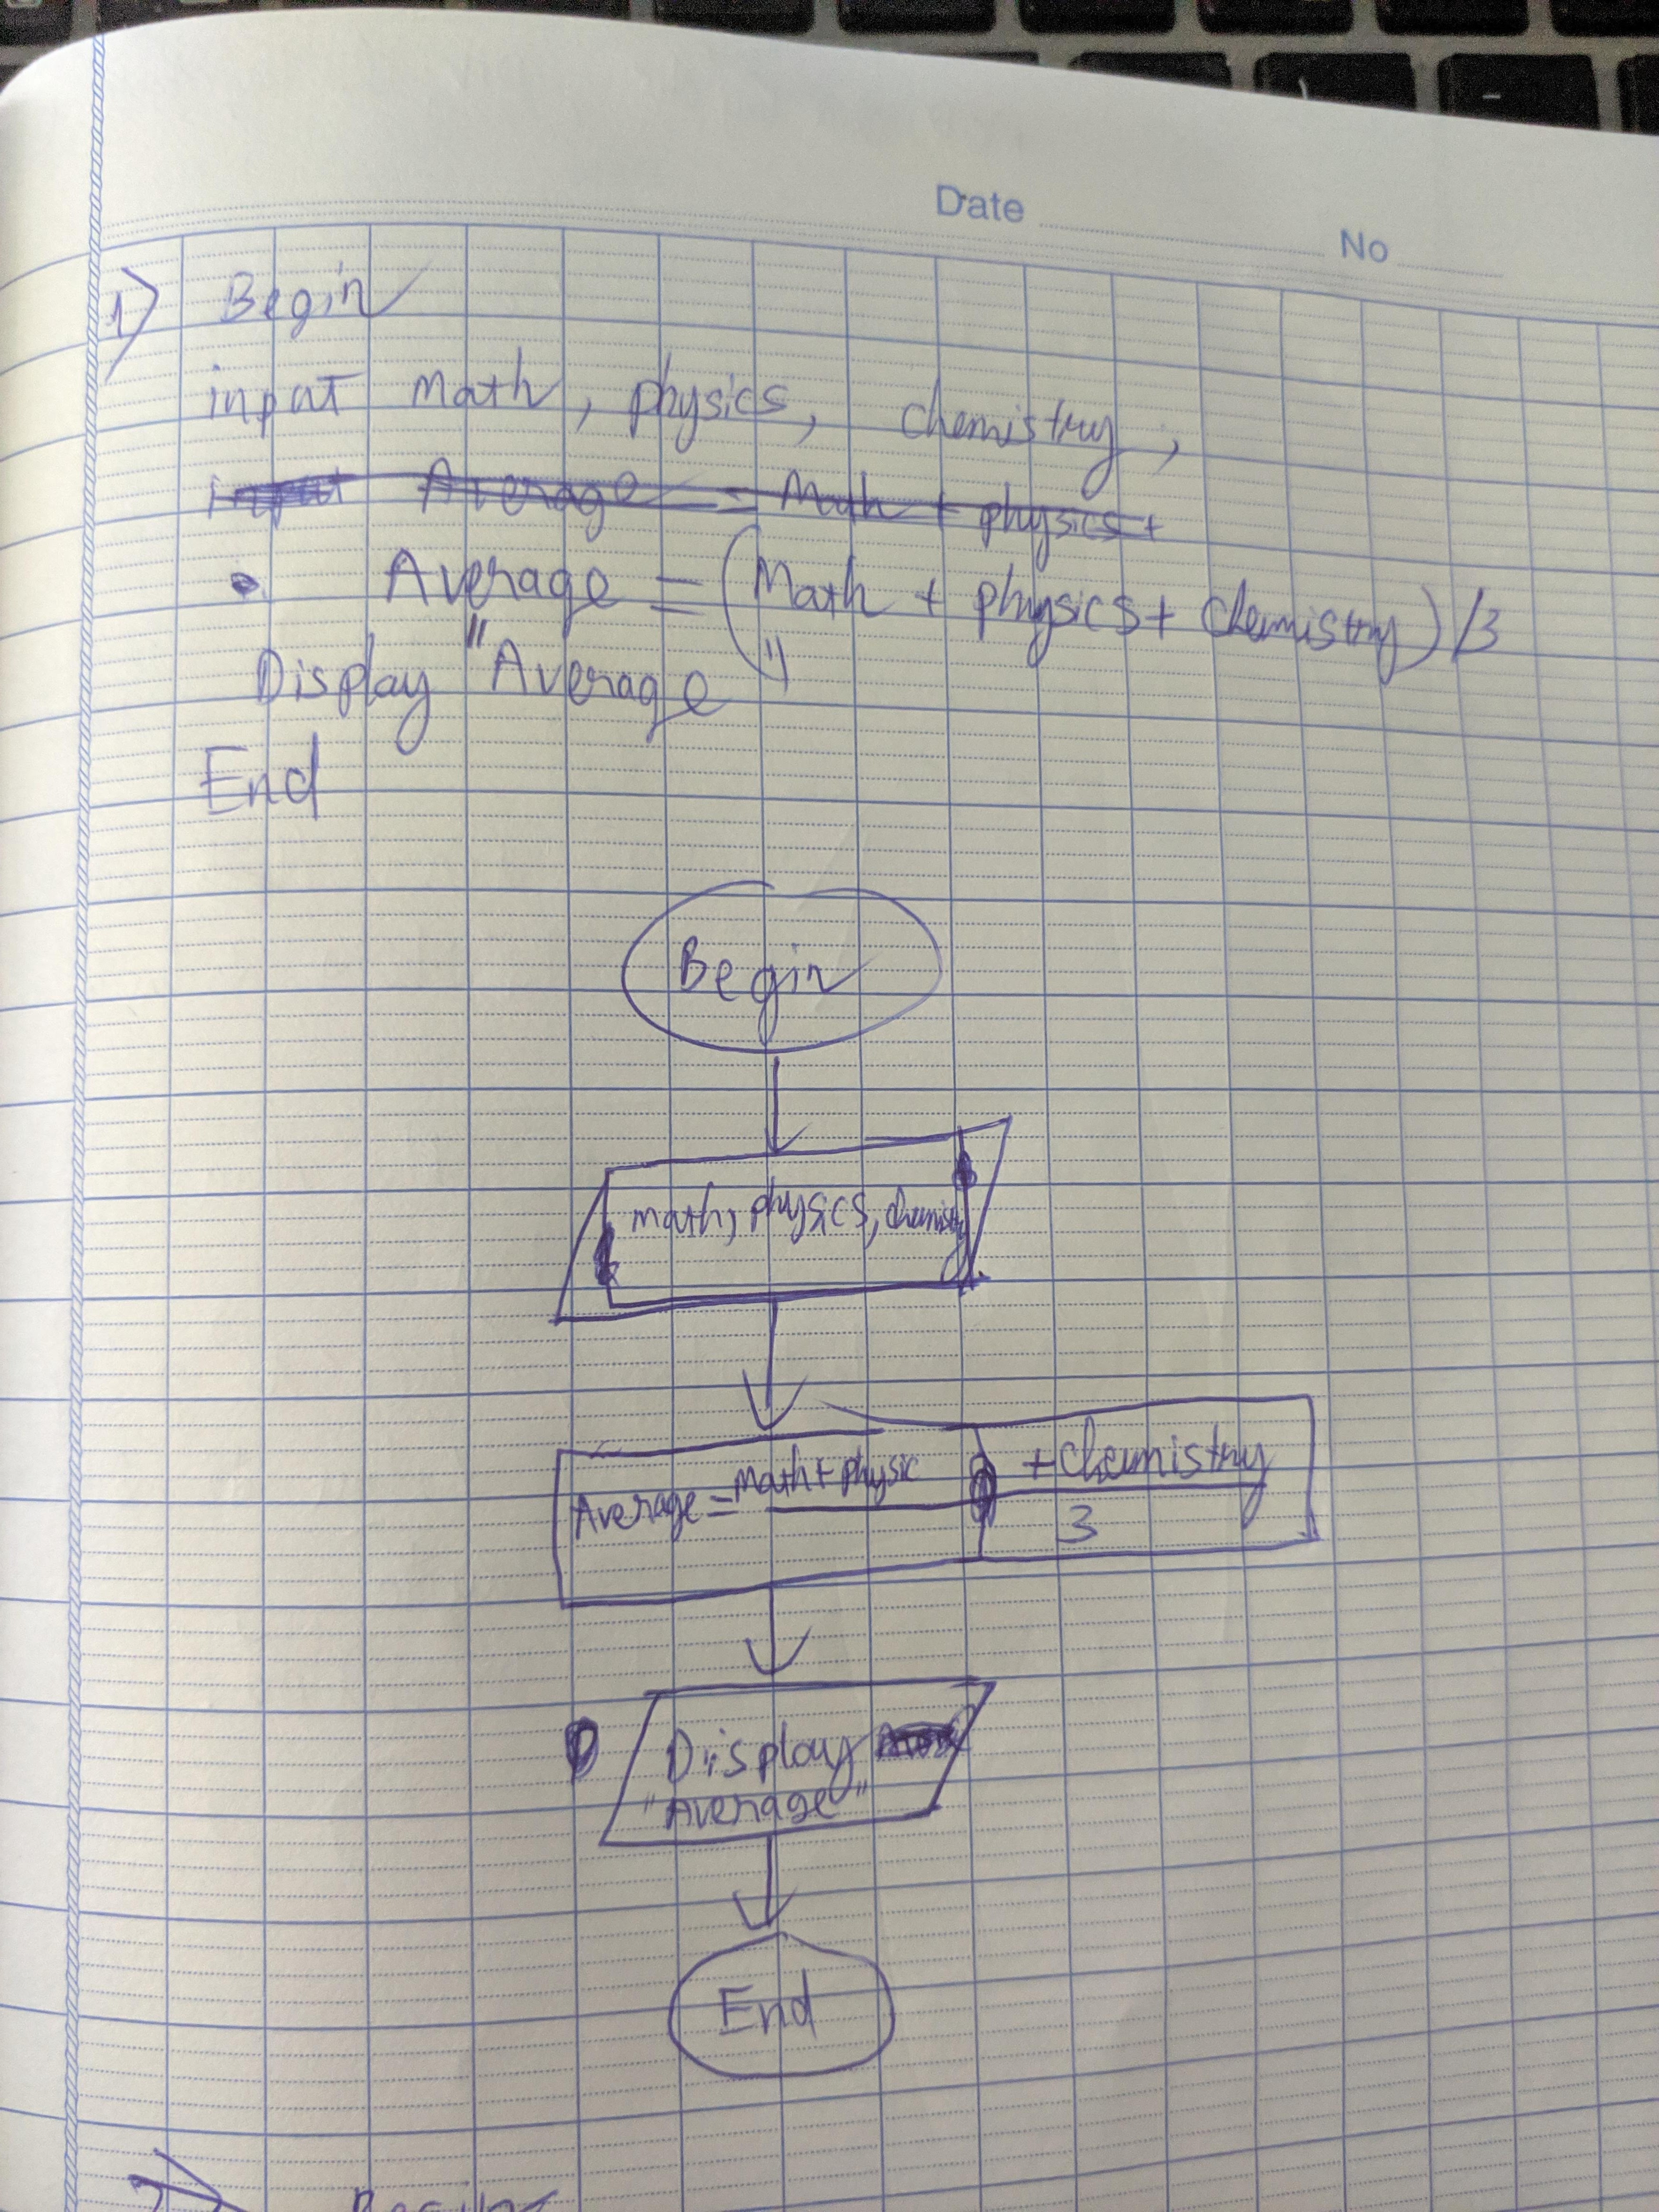 Date
No
1) Begin
input Math, physics, chemistry,
input Average = Math + physics +
Average = (Math + physics + chemistry) / 3
Display "Average"
End
Begin
math, physics, chemistry
Average = Math + physic + chemistry
3
Display
"Average"
End
2) Begin